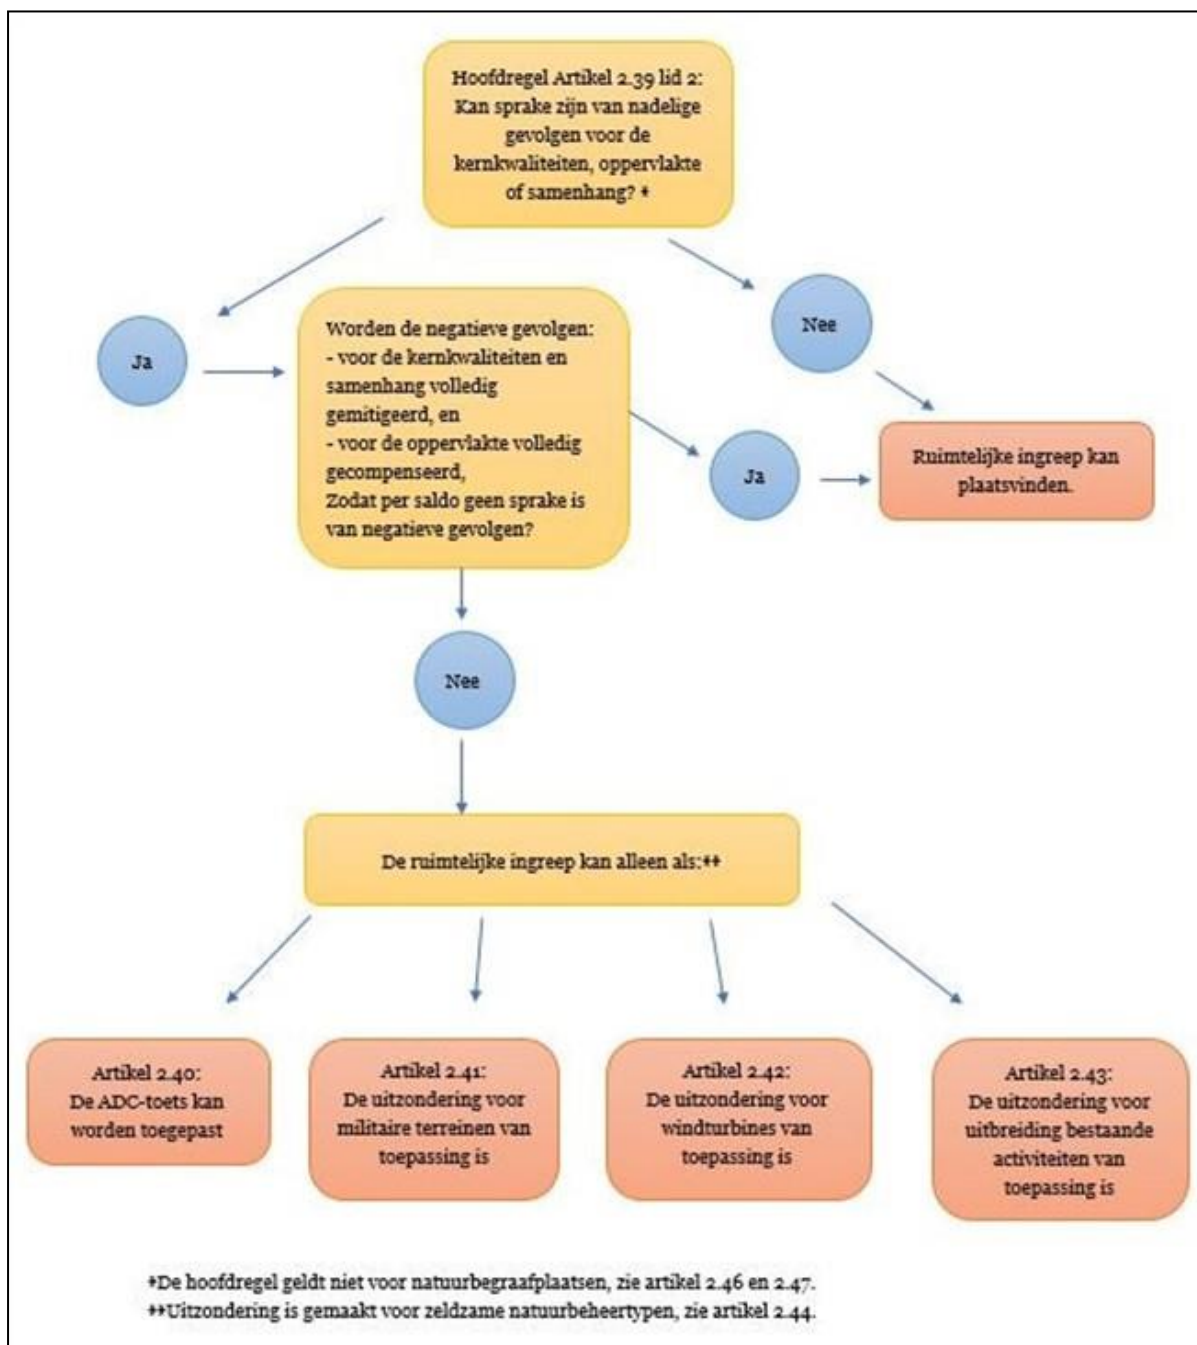 Hoofdregel Artikel 2.39 lid 2:
Kan sprake zijn van nadelige
gevolgen voor de
kernkwaliteiten, oppervlakte
of samenhang? *
Ja
Nee
Worden de negatieve gevolgen:
- voor de kernkwaliteiten en
samenhang volledig
gemitigeerd, en
- voor de oppervlakte volledig
gecompenseerd,
Zodat per saldo geen sprake is
van negatieve gevolgen?
Ja
Ruimtelijke ingreep kan
plaatsvinden.
Nee
De ruimtelijke ingreep kan alleen als:**
Artikel 2.40:
De ADC-toets kan
worden toegepast
Artikel 2.41:
De uitzondering voor
militaire terreinen van
toepassing is
Artikel 2.42:
De uitzondering voor
windturbines van
toepassing is
Artikel 2.43:
De uitzondering voor
uitbreiding bestaande
activiteiten van
toepassing is
*De hoofdregel geldt niet voor natuurbegraafplaatsen, zie artikel 2.46 en 2.47.
**Uitzondering is gemaakt voor zeldzame natuurbeheertypen, zie artikel 2.44.